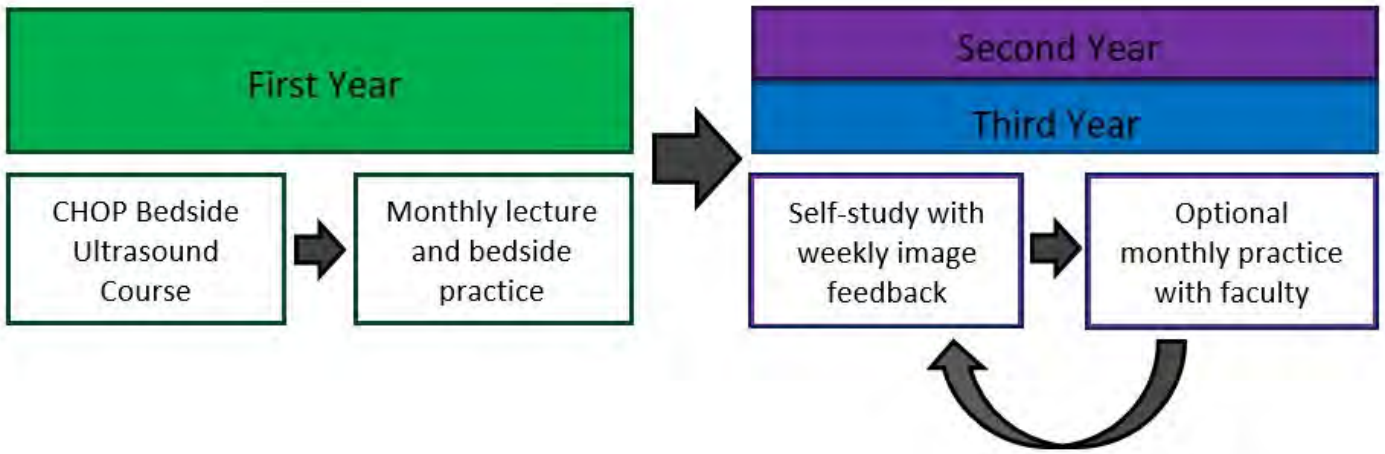 First Year
CHOP Bedside
Ultrasound
Course
Monthly lecture
and bedside
practice
Second Year
Third Year
Self-study with
weekly image
feedback
Optional
monthly practice
with faculty